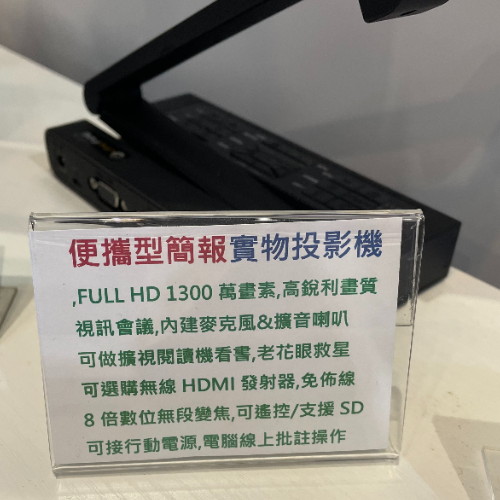 便攜型簡報實物投影機
,FULL HD 1300 萬畫素,高銳利畫質
視訊會議,內建麥克風&擴音喇叭
可做擴視閱讀機看書,老花眼救星
可選購無線 HDMI 發射器,免佈線
8 倍數位無段變焦,可遙控/支援 SD
可接行動電源,電腦線上批註操作